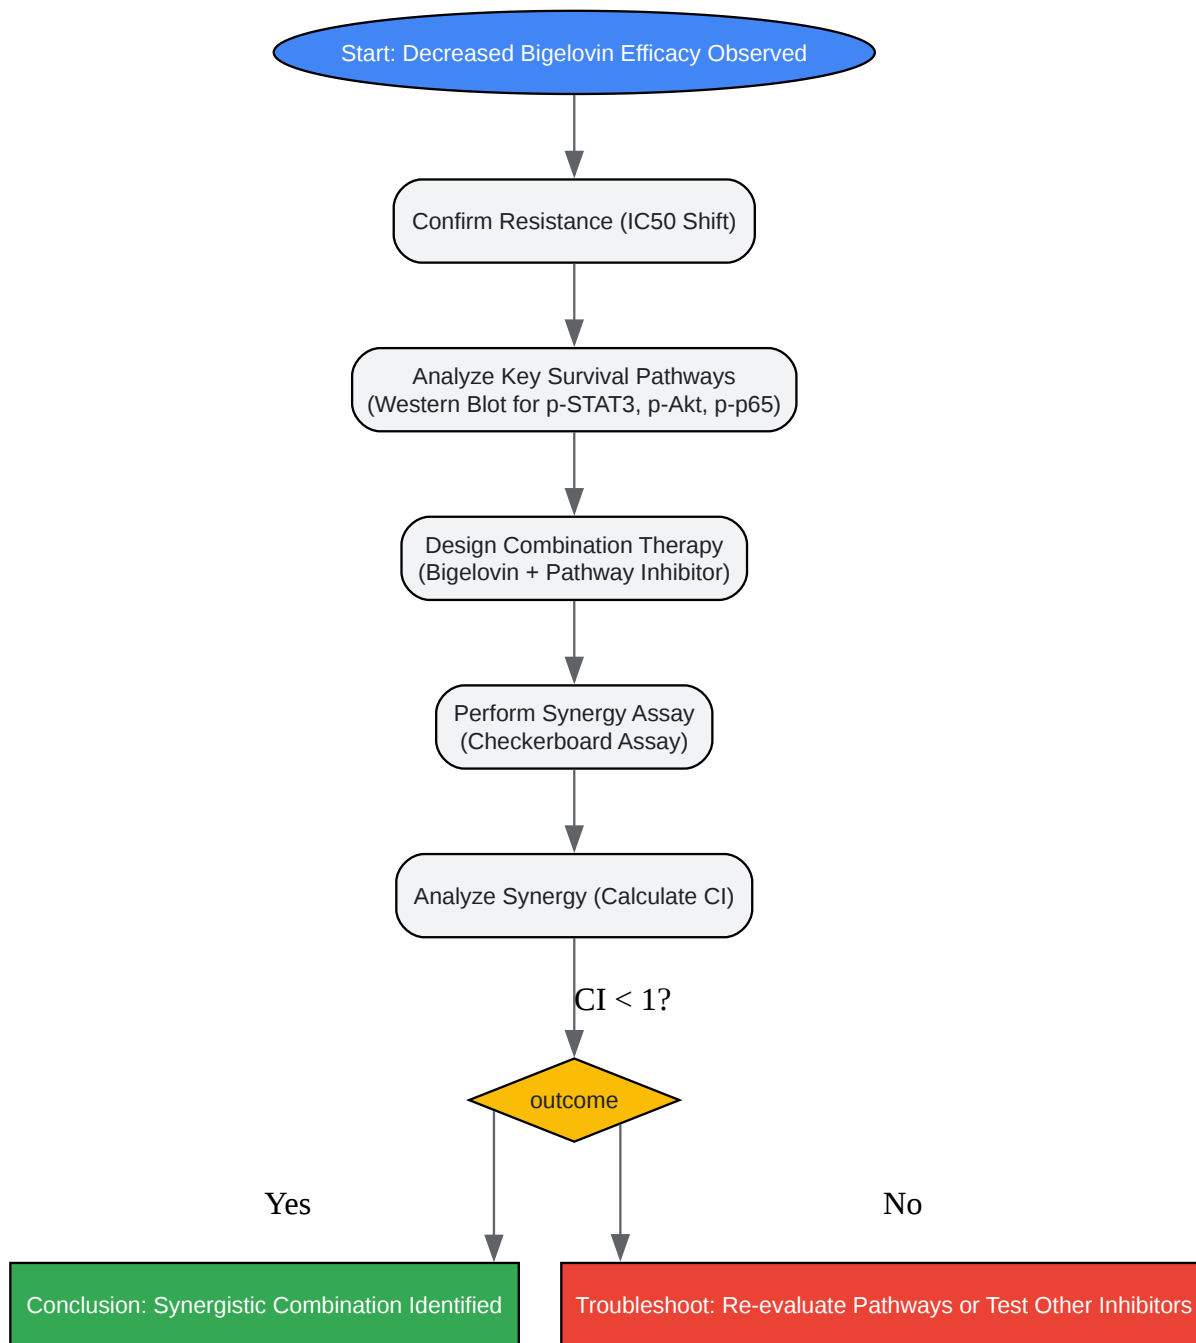 Start: Decreased Bigelovin Efficacy Observed
Confirm Resistance (IC50 Shift)
Analyze Key Survival Pathways
(Western Blot for p-STAT3, p-Akt, p-p65)
Design Combination Therapy
(Bigelovin + Pathway Inhibitor)
Perform Synergy Assay
(Checkerboard Assay)
Analyze Synergy (Calculate CI)
CI < 1?
outcome
Yes
No
Conclusion: Synergistic Combination Identified
Troubleshoot: Re-evaluate Pathways or Test Other Inhibitors